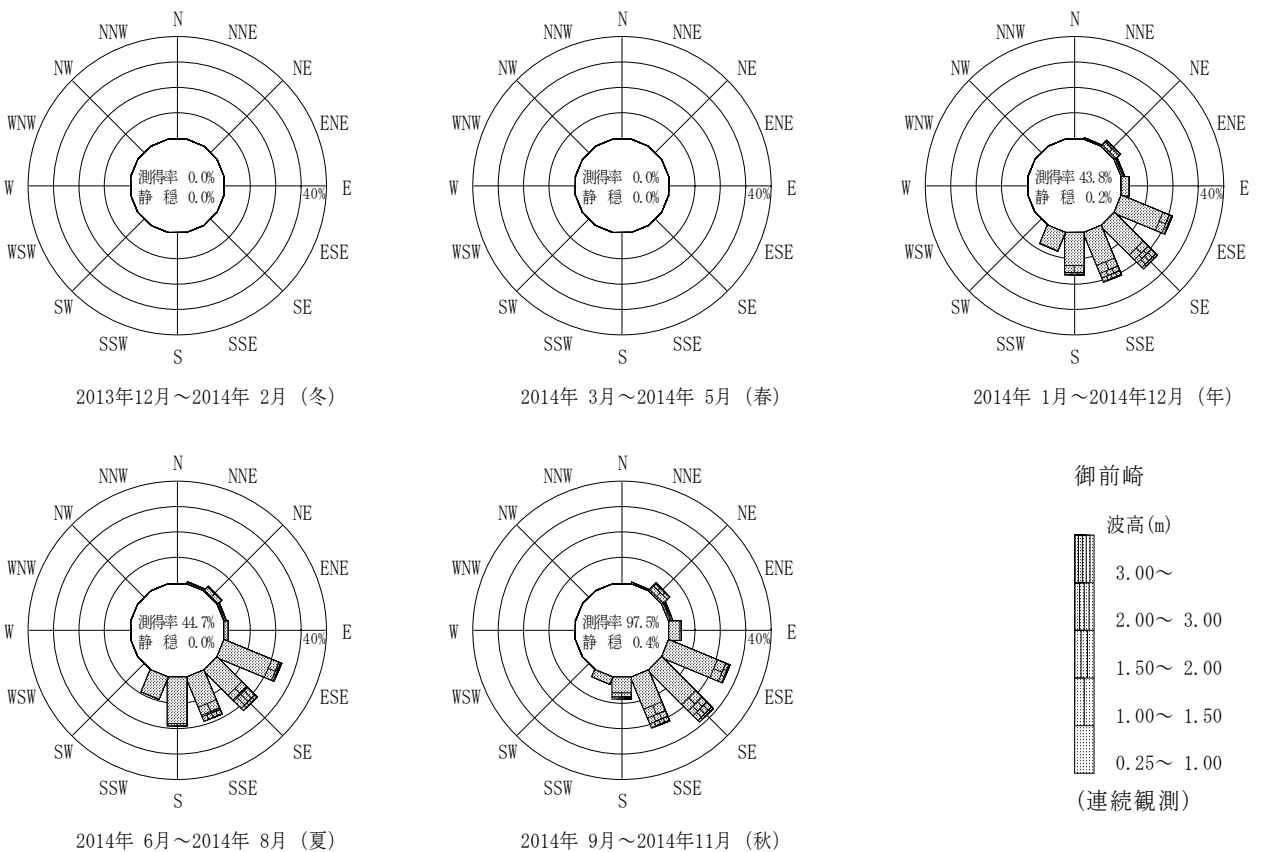 N
NNW NNE
NW NE
WNW ENE
測得率 0.0%
静 穏 0.0%
W 40% E
WSW ESE
SW SE
SSW SSE
S
2013年12月～2014年 2月 (冬)
N
NNW NNE
NW NE
WNW ENE
測得率 0.0%
静 穏 0.0%
W 40% E
WSW ESE
SW SE
SSW SSE
S
2014年 3月～2014年 5月 (春)
N
NNW NNE
NW NE
WNW ENE
測得率 43.8%
静 穏 0.2%
W 40% E
WSW ESE
SW SE
SSW SSE
S
2014年 1月～2014年12月 (年)
N
NNW NNE
NW NE
WNW ENE
測得率 44.7%
静 穏 0.0%
W 40% E
WSW ESE
SW SE
SSW SSE
S
2014年 6月～2014年 8月 (夏)
N
NNW NNE
NW NE
WNW ENE
測得率 97.5%
静 穏 0.4%
W 40% E
WSW ESE
SW SE
SSW SSE
S
2014年 9月～2014年11月 (秋)
御前崎
波高(m)
3.00～
2.00～ 3.00
1.50～ 2.00
1.00～ 1.50
0.25～ 1.00
(連続観測)